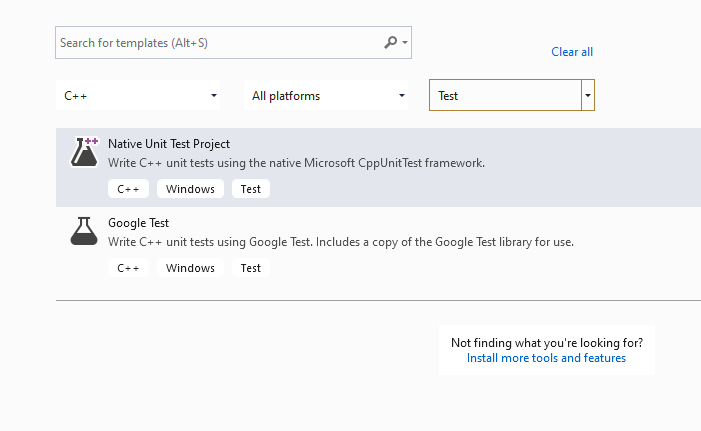 Search for templates (Alt+S)
Clear all
C++
All platforms
Test
Native Unit Test Project
Write C++ unit tests using the native Microsoft CppUnitTest framework.
C++ Windows Test
Google Test
Write C++ unit tests using Google Test. Includes a copy of the Google Test library for use.
C++ Windows Test
Not finding what you're looking for?
Install more tools and features